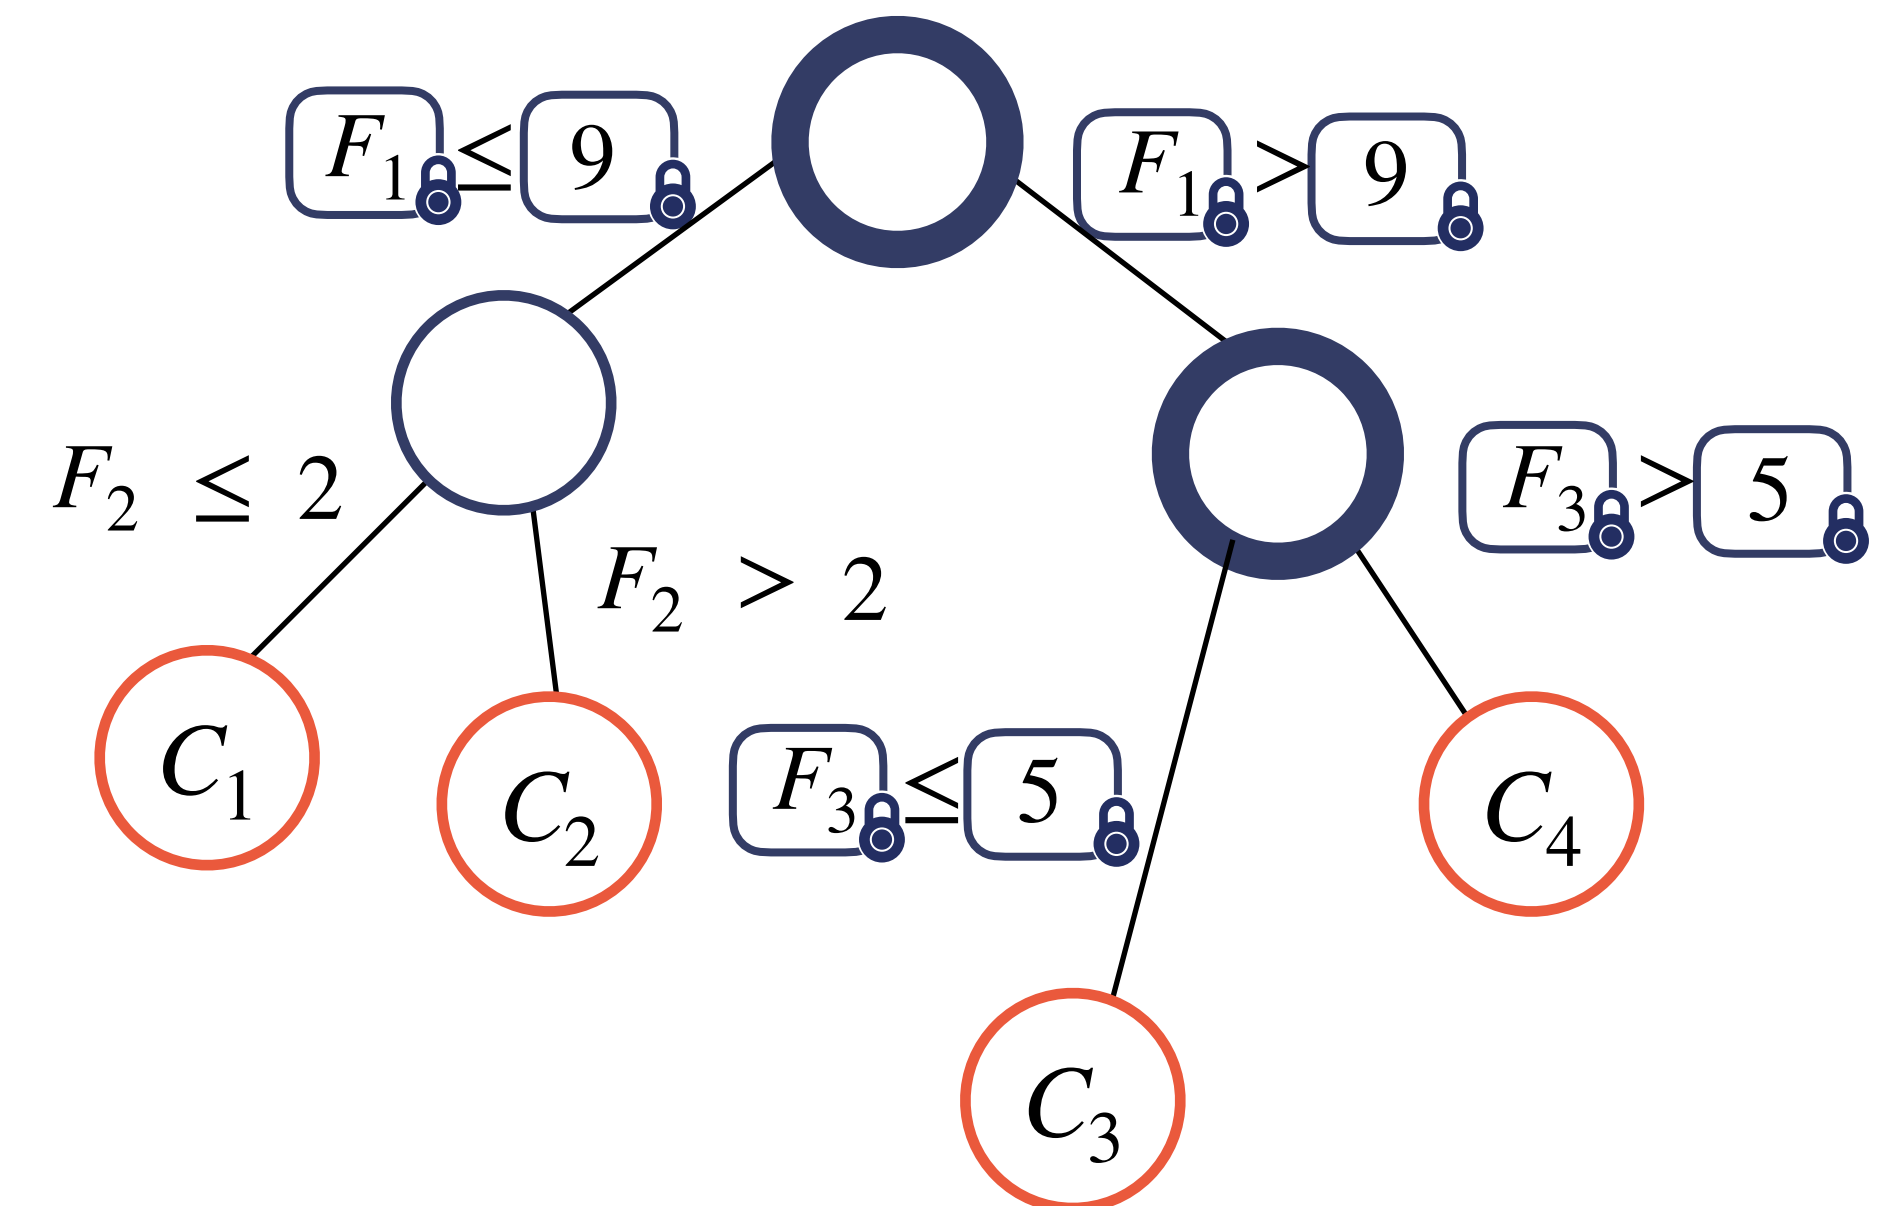 F₁ ≤ 9
F₁ > 9
F₂ ≤ 2
F₃ > 5
F₂ > 2
C₁
C₂
F₃ ≤ 5
C₄
C₃